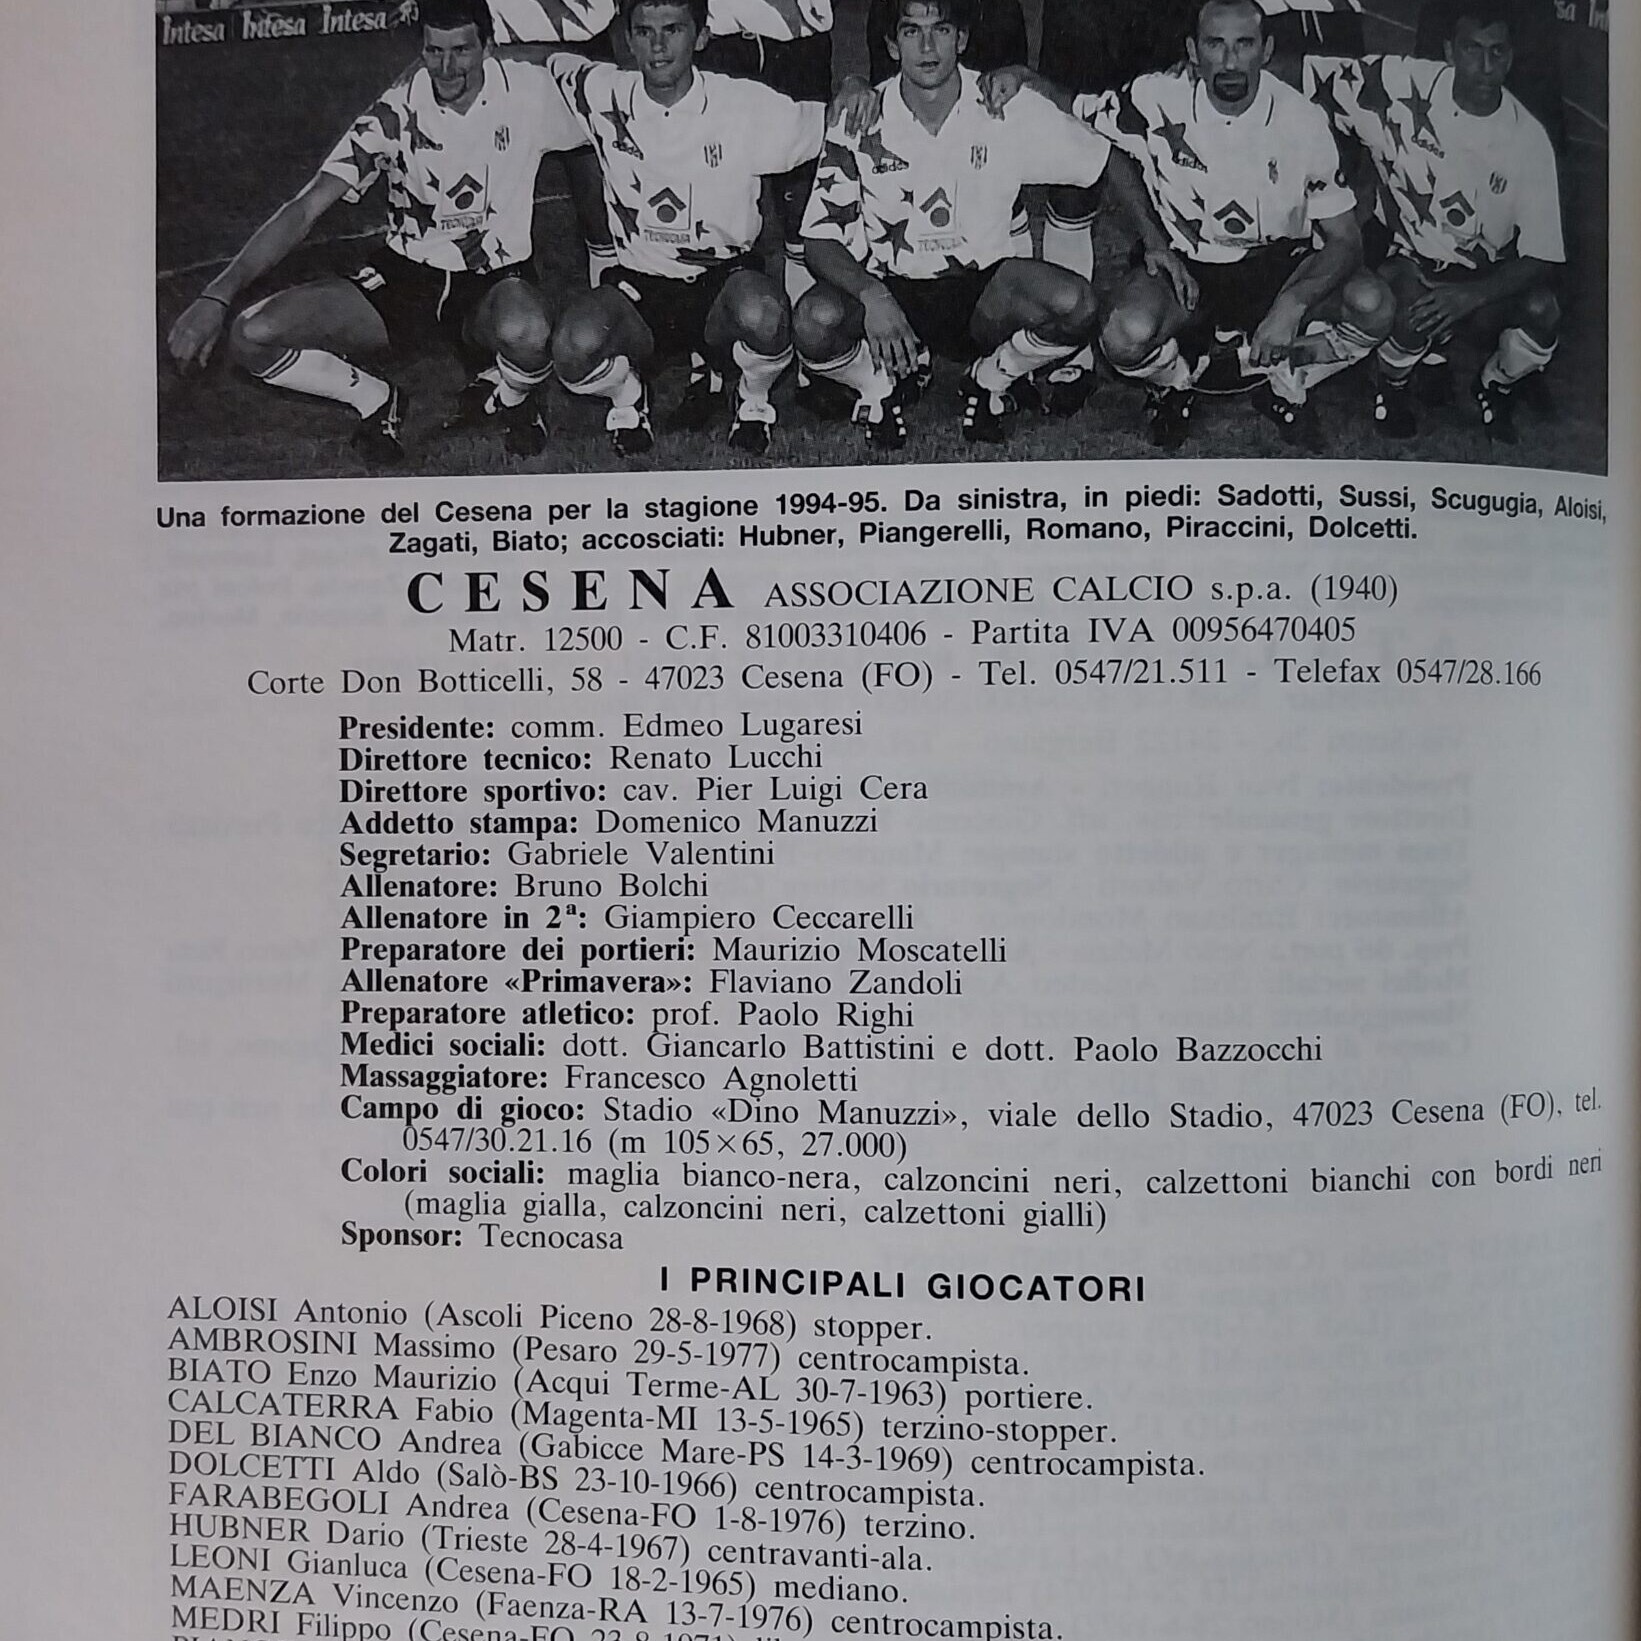 Intesa Intesa Intesa
adidas adidas adidas adidas adidas
TECNOCASA TECNOCASA TECNOCASA
Una formazione del Cesena per la stagione 1994-95. Da sinistra, in piedi: Sadotti, Sussi, Scugugia, Aloisi,
Zagati, Biato; accosciati: Hubner, Piangerelli, Romano, Piraccini, Dolcetti.
CESENA ASSOCIAZIONE CALCIO s.p.a. (1940)
Matr. 12500 - C.F. 81003310406 - Partita IVA 00956470405
Corte Don Botticelli, 58 - 47023 Cesena (FO) - Tel. 0547/21.511 - Telefax 0547/28.166
Presidente: comm. Edmeo Lugaresi
Direttore tecnico: Renato Lucchi
Direttore sportivo: cav. Pier Luigi Cera
Addetto stampa: Domenico Manuzzi
Segretario: Gabriele Valentini
Allenatore: Bruno Bolchi
Allenatore in 2ª: Giampiero Ceccarelli
Preparatore dei portieri: Maurizio Moscatelli
Allenatore «Primavera»: Flaviano Zandoli
Preparatore atletico: prof. Paolo Righi
Medici sociali: dott. Giancarlo Battistini e dott. Paolo Bazzocchi
Massaggiatore: Francesco Agnoletti
Campo di gioco: Stadio «Dino Manuzzi», viale dello Stadio, 47023 Cesena (FO), tel.
0547/30.21.16 (m 105×65, 27.000)
Colori sociali: maglia bianco-nera, calzoncini neri, calzettoni bianchi con bordi neri
(maglia gialla, calzoncini neri, calzettoni gialli)
Sponsor: Tecnocasa
I PRINCIPALI GIOCATORI
ALOISI Antonio (Ascoli Piceno 28-8-1968) stopper.
AMBROSINI Massimo (Pesaro 29-5-1977) centrocampista.
BIATO Enzo Maurizio (Acqui Terme-AL 30-7-1963) portiere.
CALCATERRA Fabio (Magenta-MI 13-5-1965) terzino-stopper.
DEL BIANCO Andrea (Gabicce Mare-PS 14-3-1969) centrocampista.
DOLCETTI Aldo (Salò-BS 23-10-1966) centrocampista.
FARABEGOLI Andrea (Cesena-FO 1-8-1976) terzino.
HUBNER Dario (Trieste 28-4-1967) centravanti-ala.
LEONI Gianluca (Cesena-FO 18-2-1965) mediano.
MAENZA Vincenzo (Faenza-RA 13-7-1976) centrocampista.
MEDRI Filippo (Cesena-FO